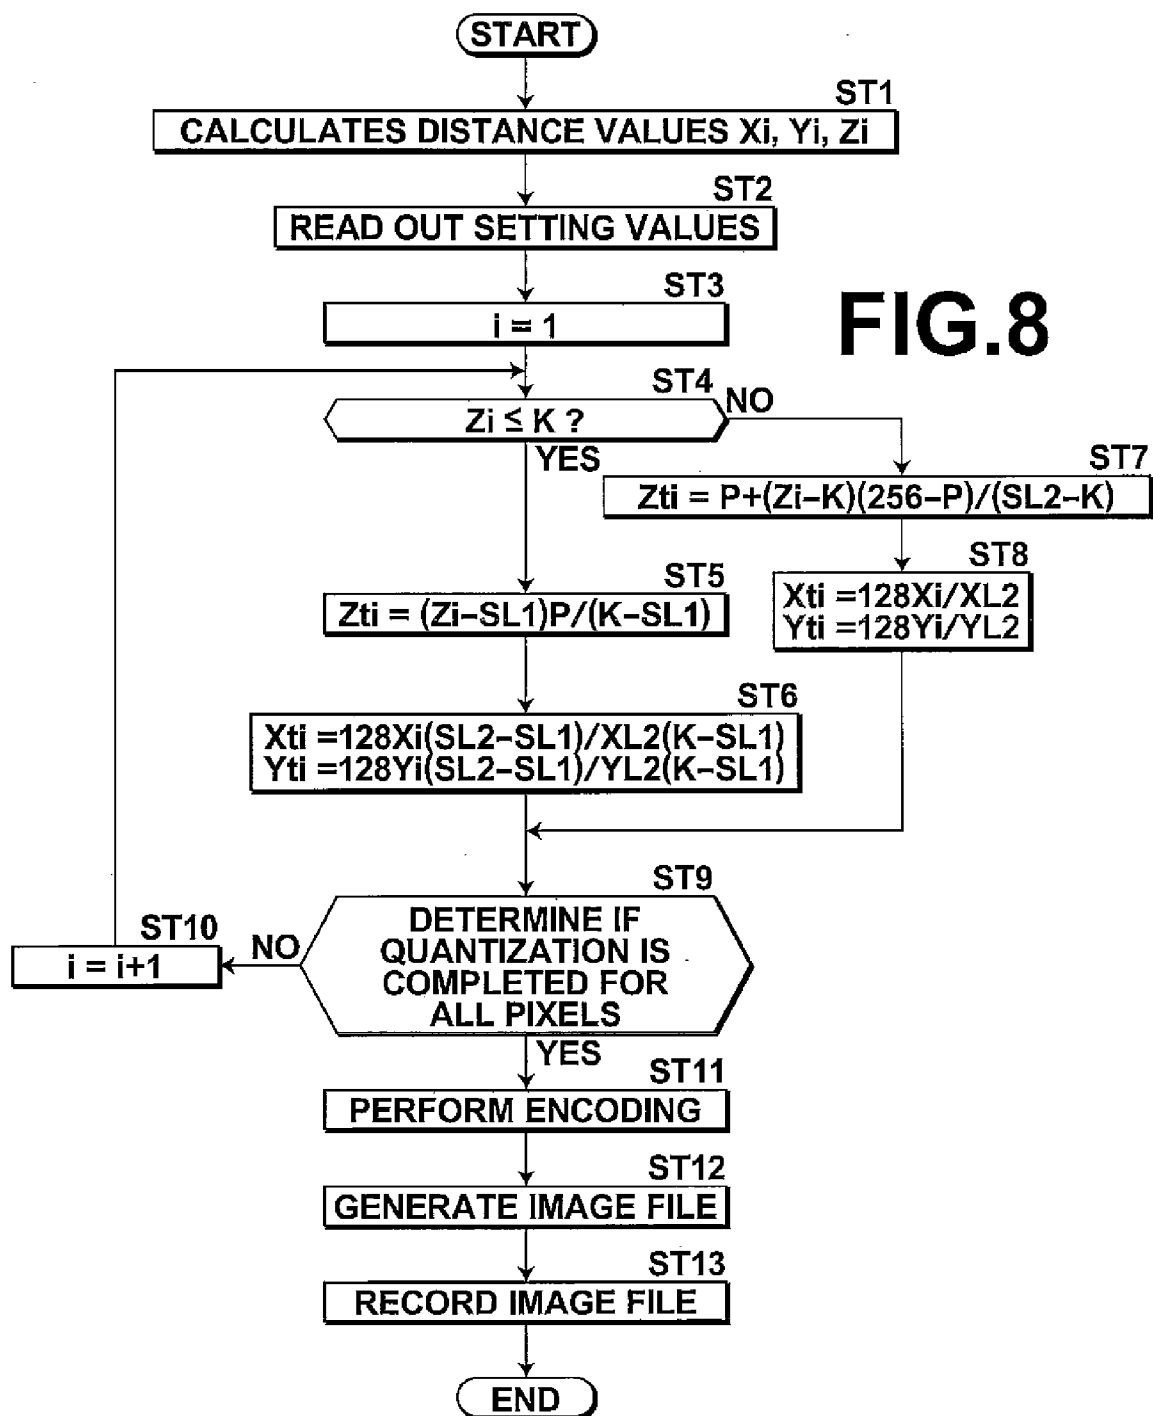 START
ST1
CALCULATES DISTANCE VALUES Xi, Yi, Zi
ST2
READ OUT SETTING VALUES
ST3
i = 1
FIG.8
ST4
Zi ≤ K ?
NO
YES
ST7
Zti = P+(Zi−K)(256−P)/(SL2−K)
ST8
Xti =128Xi/XL2
Yti =128Yi/YL2
ST5
Zti = (Zi−SL1)P/(K−SL1)
ST6
Xti =128Xi(SL2−SL1)/XL2(K−SL1)
Yti =128Yi(SL2−SL1)/YL2(K−SL1)
ST9
DETERMINE IF
QUANTIZATION IS
COMPLETED FOR
ALL PIXELS
NO
ST10
i = i+1
YES
ST11
PERFORM ENCODING
ST12
GENERATE IMAGE FILE
ST13
RECORD IMAGE FILE
END